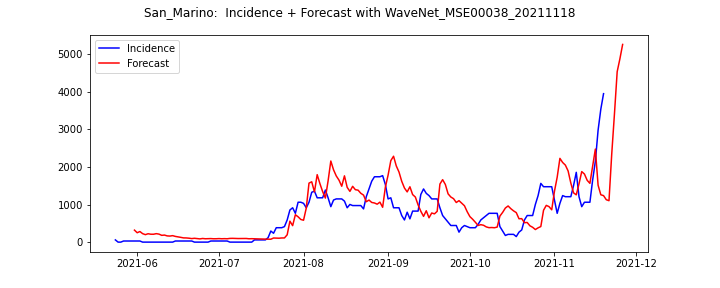 San_Marino:  Incidence + Forecast with WaveNet_MSE00038_20211118
Incidence
Forecast
5000
4000
3000
2000
1000
0
2021-06 2021-07 2021-08 2021-09 2021-10 2021-11 2021-12